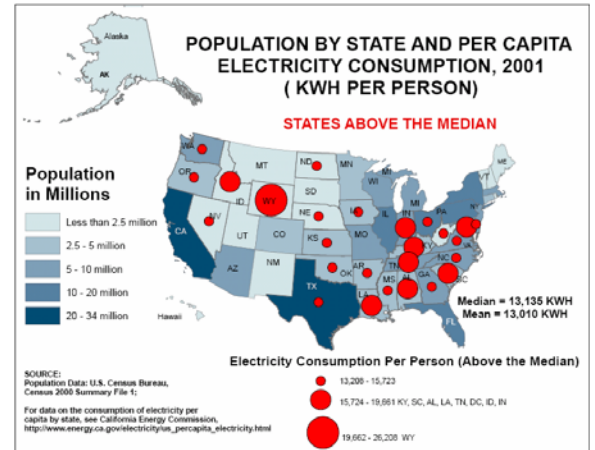 Alaska
AK
POPULATION BY STATE AND PER CAPITA
ELECTRICITY CONSUMPTION, 2001
( KWH PER PERSON)
STATES ABOVE THE MEDIAN
WA
MT
ND
MN
ME
VT
OR
ID
WY
SD
WI
MI
MI
NY
PA
NE
IA
IL
IN
NV
UT
CO
KS
MO
KY
VA
CA
AZ
NM
OK
AR
TN
NC
SC
TX
LA
MS
AL
GA
FL
Hawaii
Population
in Millions
Less than 2.5 million
2.5 - 5 million
5 - 10 million
10 - 20 million
20 - 34 million
Median = 13,135 KWH
Mean = 13,010 KWH
Electricity Consumption Per Person (Above the Median)
13,208 - 15,723
15,724 - 19,661 KY, SC, AL, LA, TN, DC, ID, IN
19,662 - 26,208 WY
SOURCE:
Population Data: U.S. Census Bureau,
Census 2000 Summary File 1;
For data on the consumption of electricity per
capita by state, see California Energy Commission,
http://www.energy.ca.gov/electricity/us_percapita_electricity.html